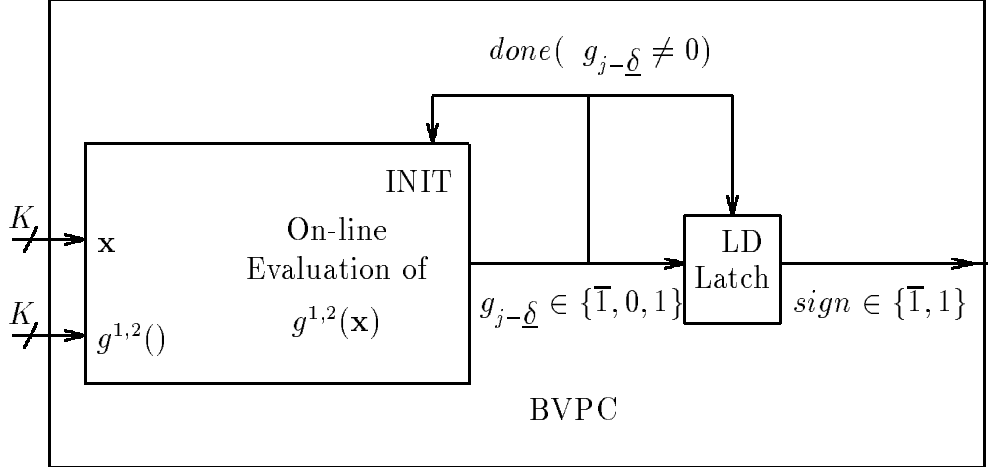 done( g_{j−δ̲} ≠ 0)
INIT
K
x
On-line
Evaluation of
g^{1,2}(x)
K
g^{1,2}()
LD
Latch
g_{j−δ̲} ∈ {1̅, 0, 1}
sign ∈ {1̅, 1}
BVPC